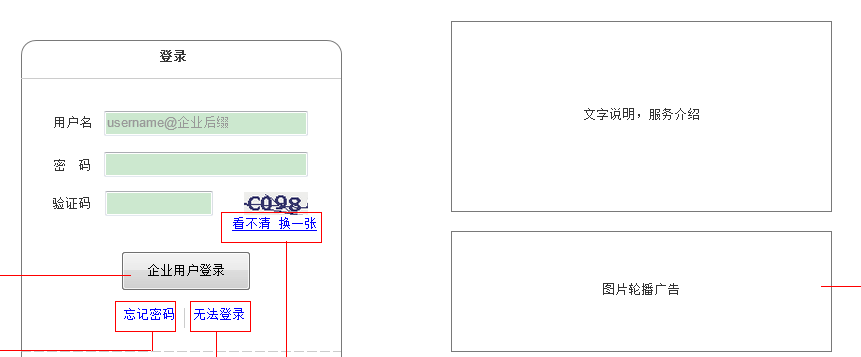 登录
用户名 username@企业后缀
密 码
验证码 C098
看不清 换一张
企业用户登录
忘记密码 无法登录
文字说明，服务介绍
图片轮播广告